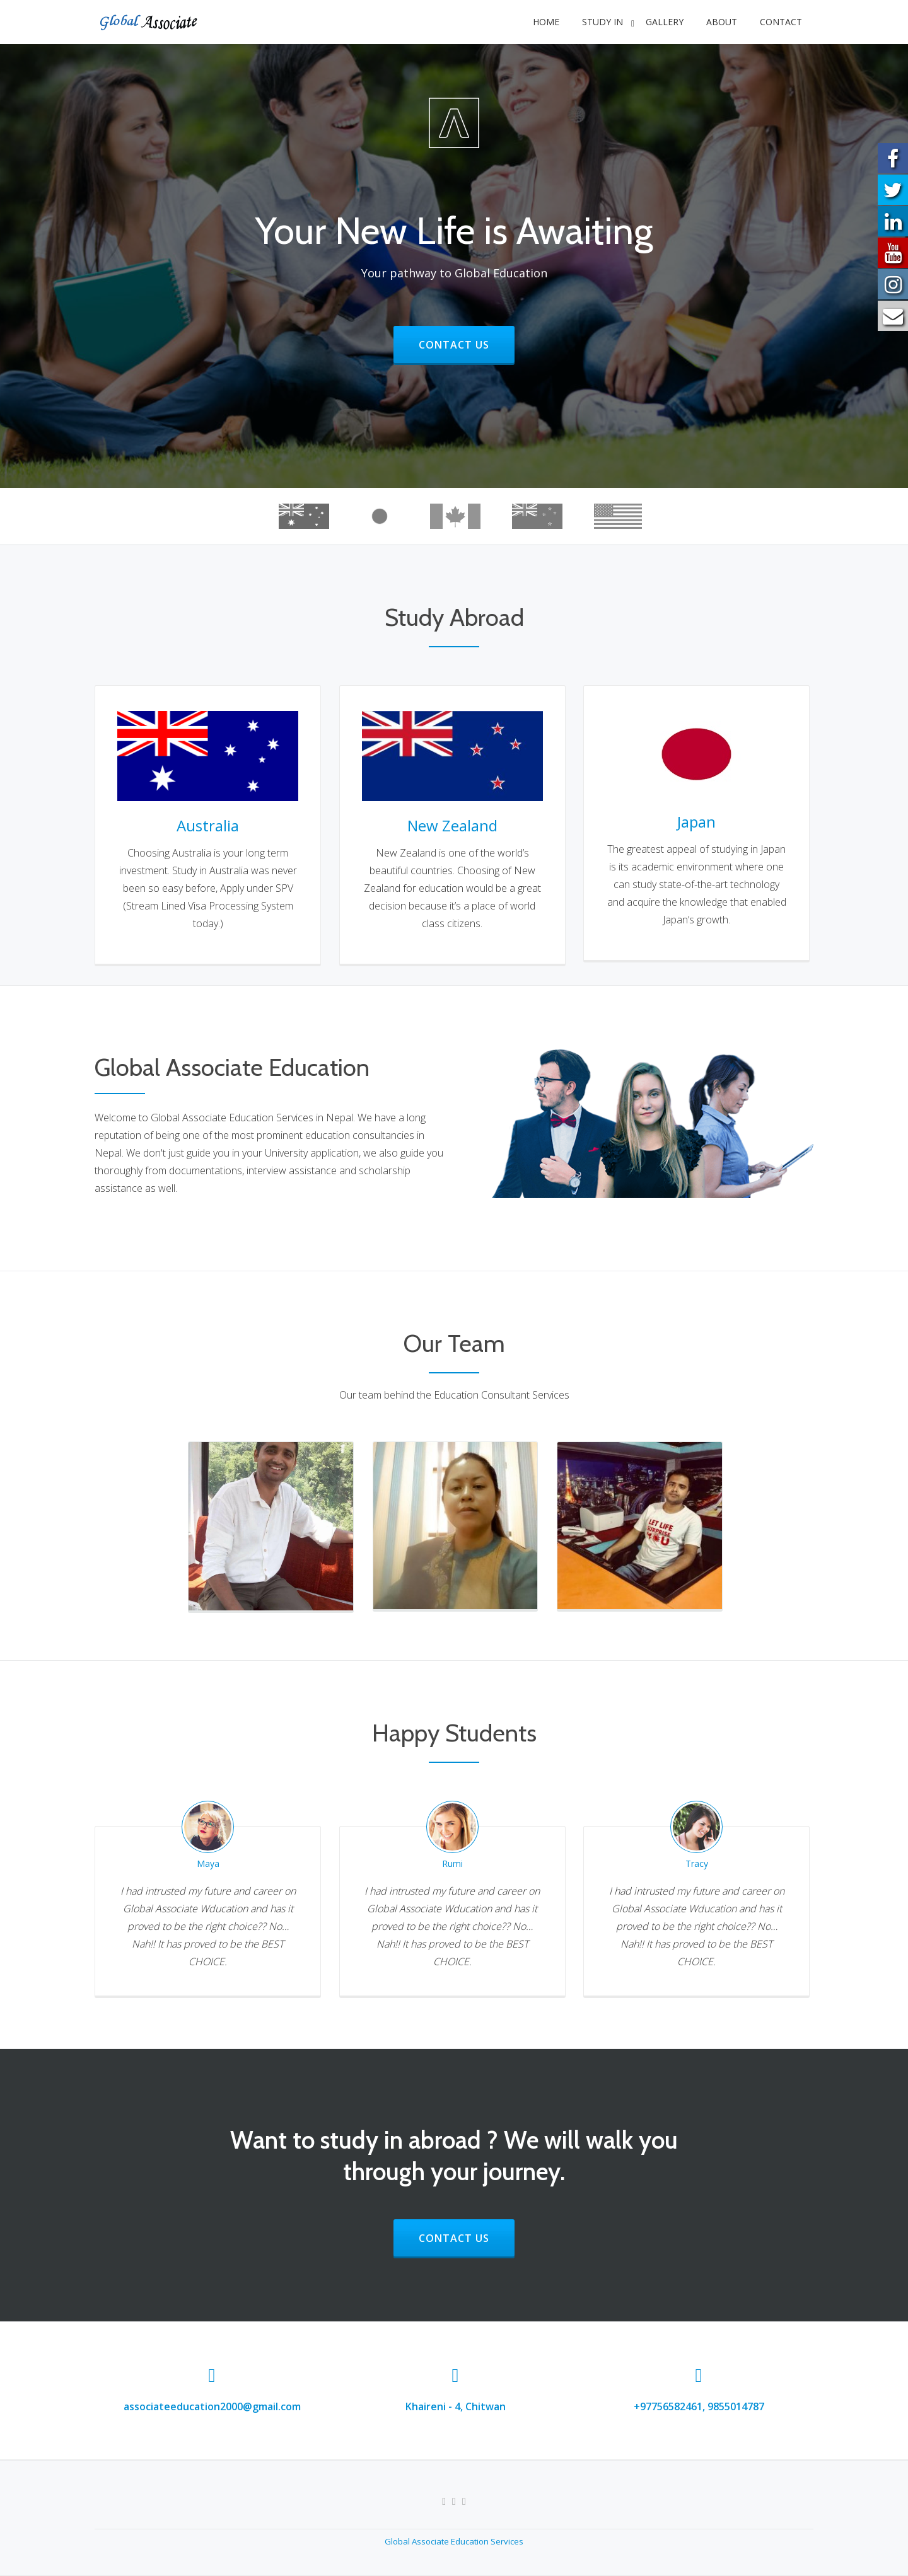 Global Associate
HOME
STUDY IN
GALLERY
ABOUT
CONTACT
Your New Life is Awaiting
Your pathway to Global Education
CONTACT US
You
Tube
Study Abroad
Australia
Choosing Australia is your long term
investment. Study in Australia was never
been so easy before, Apply under SPV
(Stream Lined Visa Processing System
today.)
New Zealand
New Zealand is one of the world's
beautiful countries. Choosing of New
Zealand for education would be a great
decision because it's a place of world
class citizens.
Japan
The greatest appeal of studying in Japan
is its academic environment where one
can study state-of-the-art technology
and acquire the knowledge that enabled
Japan's growth.
Global Associate Education
Welcome to Global Associate Education Services in Nepal. We have a long
reputation of being one of the most prominent education consultancies in
Nepal. We don't just guide you in your University application, we also guide you
thoroughly from documentations, interview assistance and scholarship
assistance as well.
Our Team
Our team behind the Education Consultant Services
LET LIFE
SURPRISE
YOU
Happy Students
Maya
I had intrusted my future and career on
Global Associate Wducation and has it
proved to be the right choice?? No...
Nah!! It has proved to be the BEST
CHOICE.
Rumi
I had intrusted my future and career on
Global Associate Wducation and has it
proved to be the right choice?? No...
Nah!! It has proved to be the BEST
CHOICE.
Tracy
I had intrusted my future and career on
Global Associate Wducation and has it
proved to be the right choice?? No...
Nah!! It has proved to be the BEST
CHOICE.
Want to study in abroad ? We will walk you
through your journey.
CONTACT US
associateeducation2000@gmail.com
Khaireni - 4, Chitwan
+97756582461, 9855014787
Global Associate Education Services